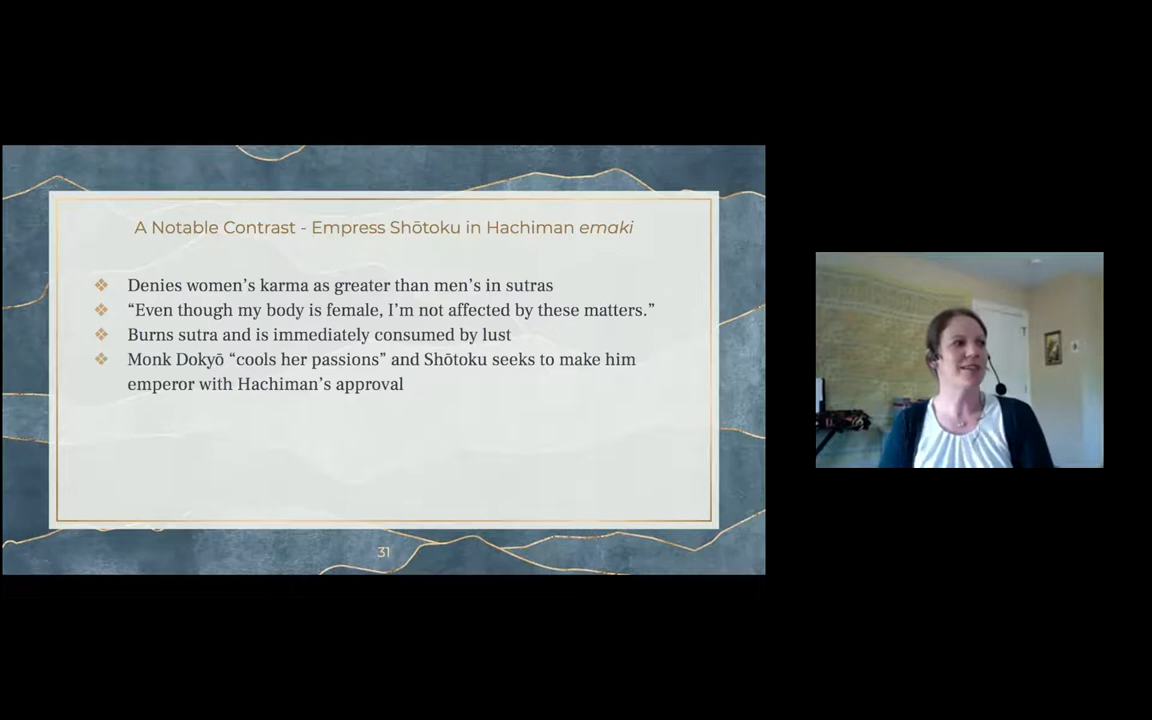 A Notable Contrast - Empress Shōtoku in Hachiman emaki
❖ Denies women’s karma as greater than men’s in sutras
❖ “Even though my body is female, I’m not affected by these matters.”
❖ Burns sutra and is immediately consumed by lust
❖ Monk Dokyō “cools her passions” and Shōtoku seeks to make him
emperor with Hachiman’s approval
31